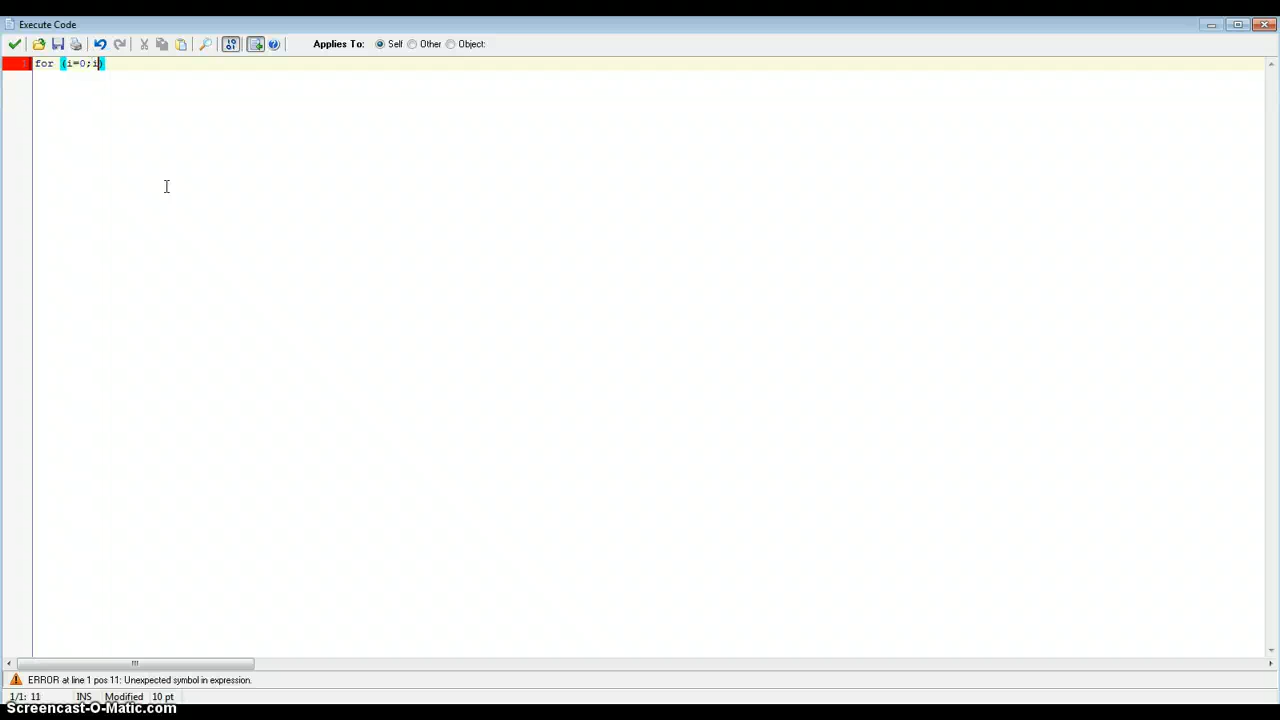 Execute Code
Applies To: Self Other Object:
1 for (i=0;i)
ERROR at line 1 pos 11: Unexpected symbol in expression.
1/1: 11 INS Modified 10 pt
Screencast-O-Matic.com